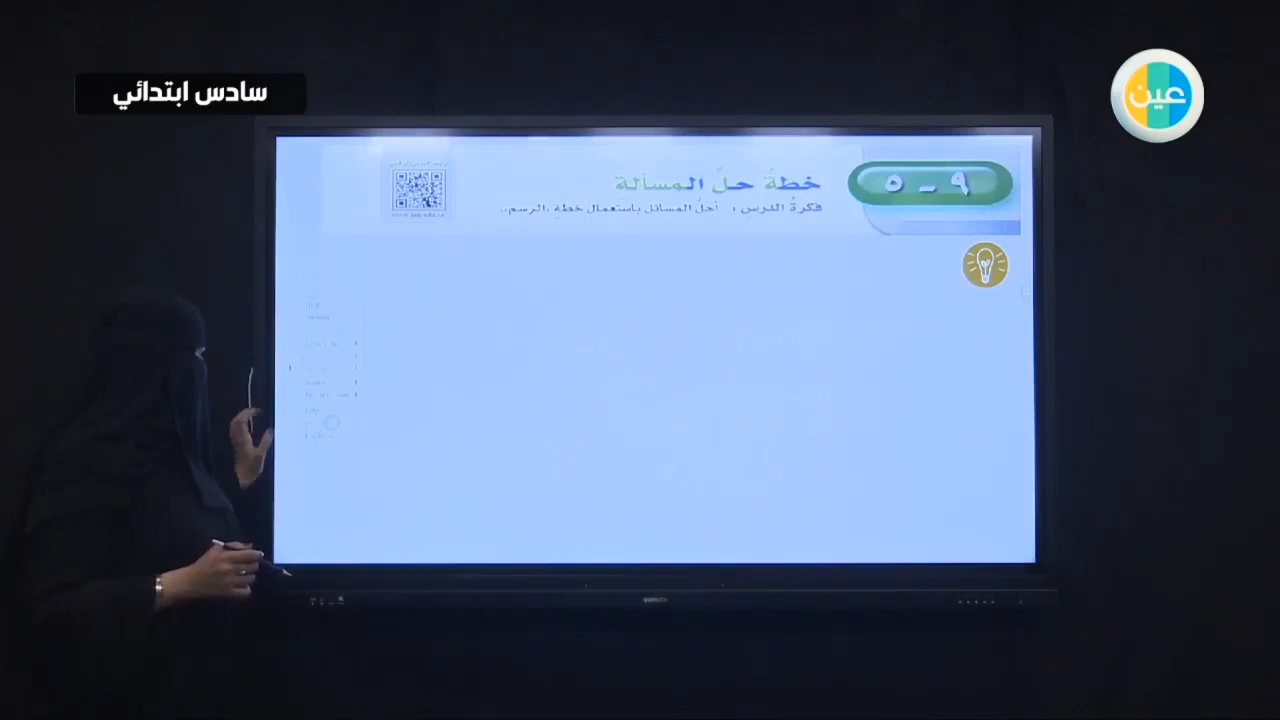 سادس ابتدائي
عين
٩ - ٥
خطةُ حلِّ المسألةِ
فكرةُ الدرسِ : أحلُّ المسائل باستعمال خطةِ "الرسم".